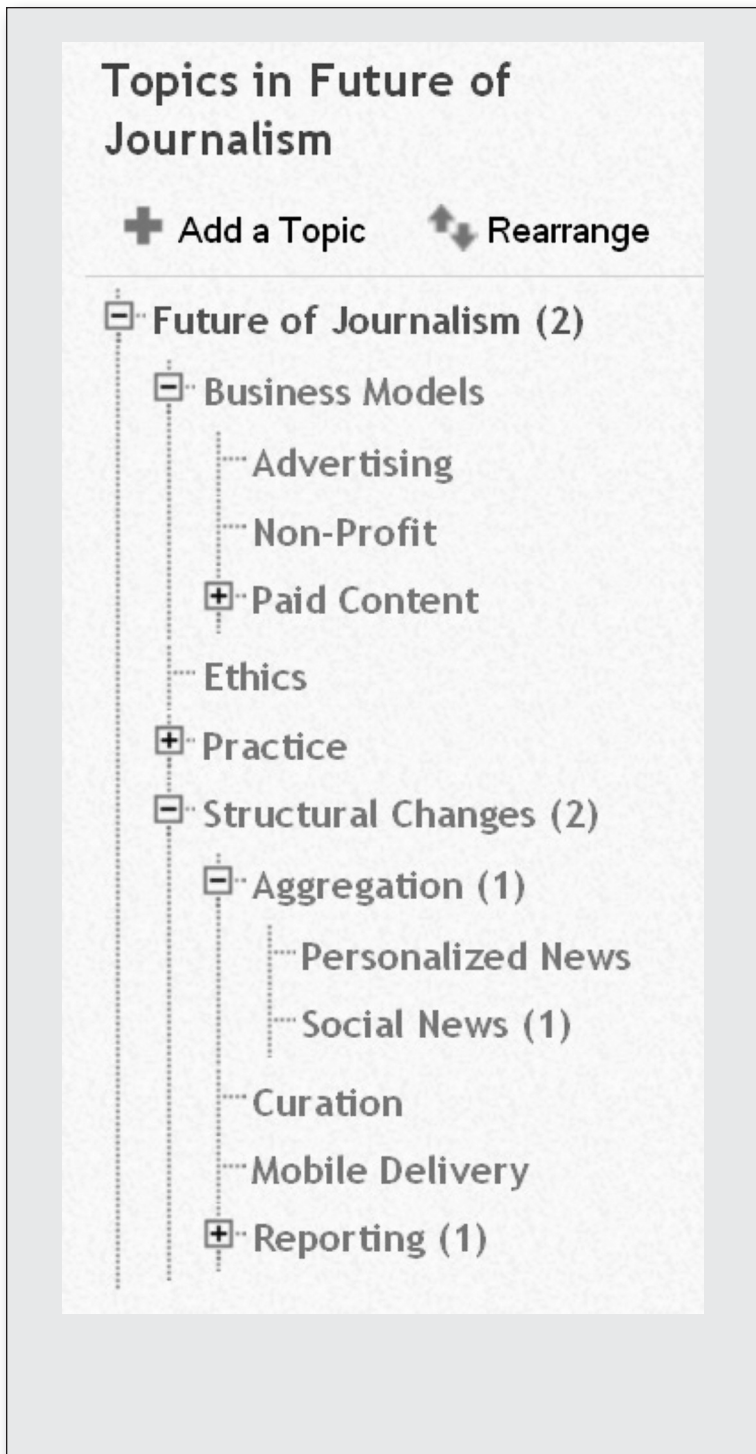 Topics in Future of
Journalism
Add a Topic Rearrange
Future of Journalism (2)
Business Models
Advertising
Non-Profit
Paid Content
Ethics
Practice
Structural Changes (2)
Aggregation (1)
Personalized News
Social News (1)
Curation
Mobile Delivery
Reporting (1)